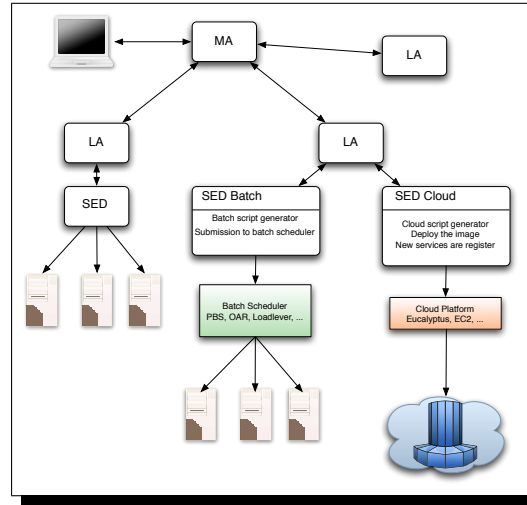 MA
LA
LA
LA
SED
SED Batch
Batch script generator
Submission to batch scheduler
SED Cloud
Cloud script generator
Deploy the image
New services are register
Batch Scheduler
PBS, OAR, Loadlever, ...
Cloud Platform
Eucalyptus, EC2, ...